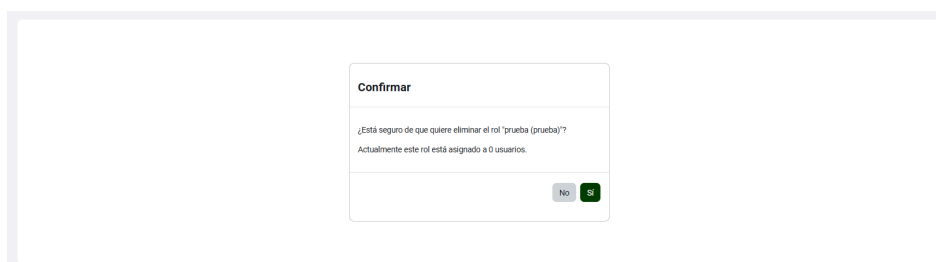 Confirmar
¿Está seguro de que quiere eliminar el rol "prueba (prueba)"?
Actualmente este rol está asignado a 0 usuarios.
No
Sí